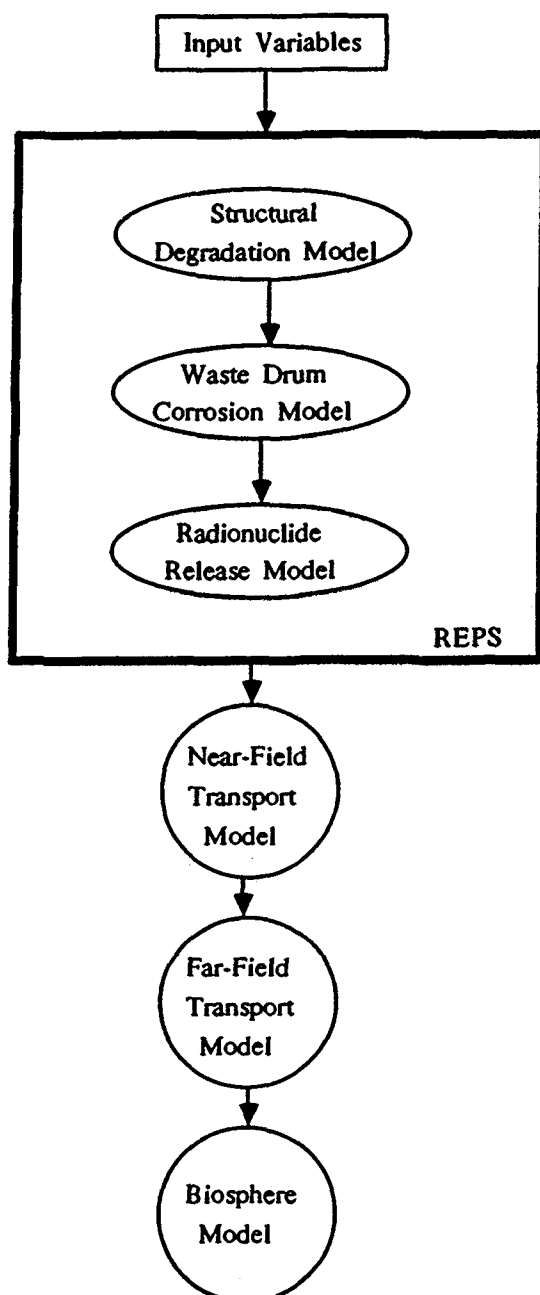 Input Variables
Structural
Degradation Model
Waste Drum
Corrosion Model
Radionuclide
Release Model
REPS
Near-Field
Transport
Model
Far-Field
Transport
Model
Biosphere
Model